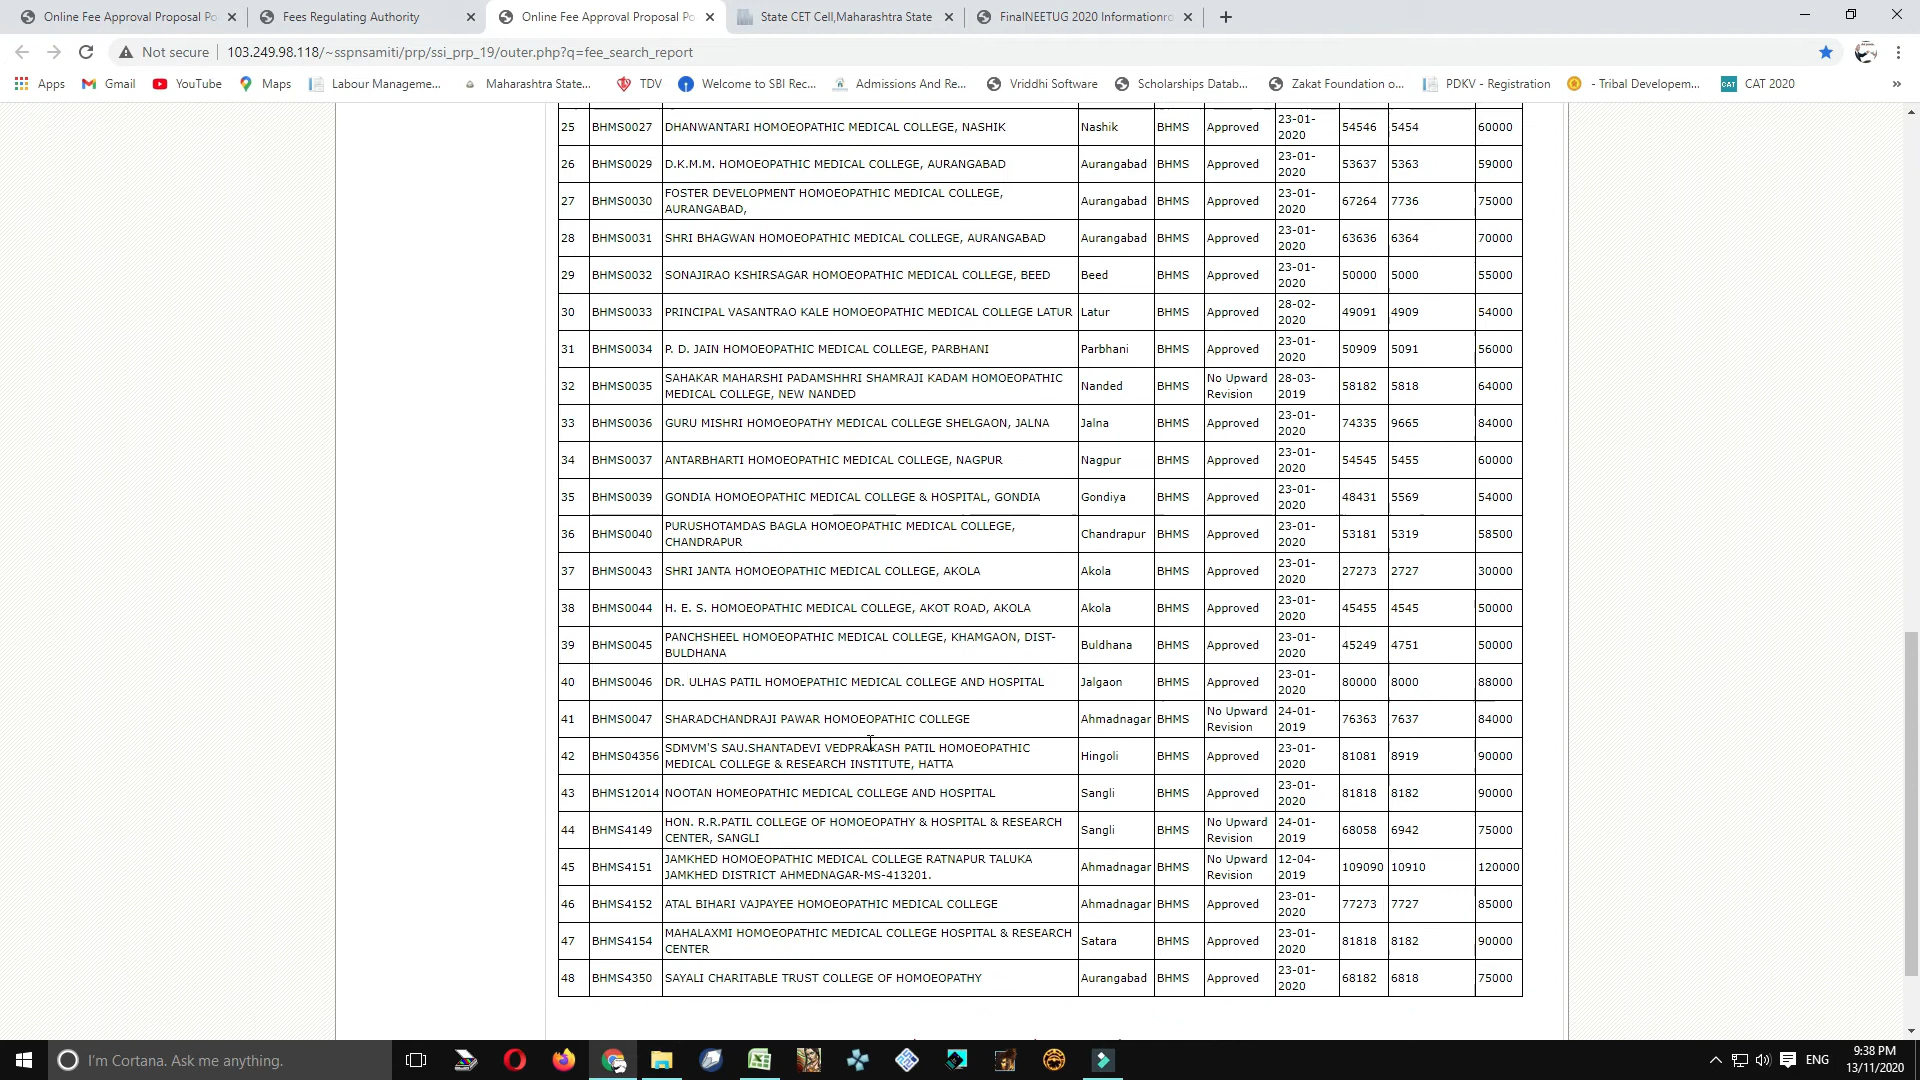 Online Fee Approval Proposal Po
Fees Regulating Authority
Online Fee Approval Proposal Po
State CET Cell,Maharashtra State
FinalNEETUG 2020 Informationro
Not secure
103.249.98.118/~sspnsamiti/prp/ssi_prp_19/outer.php?q=fee_search_report
Apps
Gmail
YouTube
Maps
Labour Manageme...
Maharashtra State...
TDV
Welcome to SBI Rec...
Admissions And Re...
Vriddhi Software
Scholarships Datab...
Zakat Foundation o...
PDKV - Registration
- Tribal Developem...
CAT CAT 2020
»
25 BHMS0027 DHANWANTARI HOMOEOPATHIC MEDICAL COLLEGE, NASHIK Nashik BHMS Approved 23-01-2020 54546 5454 60000
26 BHMS0029 D.K.M.M. HOMOEOPATHIC MEDICAL COLLEGE, AURANGABAD Aurangabad BHMS Approved 23-01-2020 53637 5363 59000
27 BHMS0030 FOSTER DEVELOPMENT HOMOEOPATHIC MEDICAL COLLEGE, AURANGABAD, Aurangabad BHMS Approved 23-01-2020 67264 7736 75000
28 BHMS0031 SHRI BHAGWAN HOMOEOPATHIC MEDICAL COLLEGE, AURANGABAD Aurangabad BHMS Approved 23-01-2020 63636 6364 70000
29 BHMS0032 SONAJIRAO KSHIRSAGAR HOMOEOPATHIC MEDICAL COLLEGE, BEED Beed BHMS Approved 23-01-2020 50000 5000 55000
30 BHMS0033 PRINCIPAL VASANTRAO KALE HOMOEOPATHIC MEDICAL COLLEGE LATUR Latur BHMS Approved 28-02-2020 49091 4909 54000
31 BHMS0034 P. D. JAIN HOMOEOPATHIC MEDICAL COLLEGE, PARBHANI Parbhani BHMS Approved 23-01-2020 50909 5091 56000
32 BHMS0035 SAHAKAR MAHARSHI PADAMSHHRI SHAMRAJI KADAM HOMOEOPATHIC MEDICAL COLLEGE, NEW NANDED Nanded BHMS No Upward Revision 28-03-2019 58182 5818 64000
33 BHMS0036 GURU MISHRI HOMOEOPATHY MEDICAL COLLEGE SHELGAON, JALNA Jalna BHMS Approved 23-01-2020 74335 9665 84000
34 BHMS0037 ANTARBHARTI HOMOEOPATHIC MEDICAL COLLEGE, NAGPUR Nagpur BHMS Approved 23-01-2020 54545 5455 60000
35 BHMS0039 GONDIA HOMOEOPATHIC MEDICAL COLLEGE & HOSPITAL, GONDIA Gondiya BHMS Approved 23-01-2020 48431 5569 54000
36 BHMS0040 PURUSHOTAMDAS BAGLA HOMOEOPATHIC MEDICAL COLLEGE, CHANDRAPUR Chandrapur BHMS Approved 23-01-2020 53181 5319 58500
37 BHMS0043 SHRI JANTA HOMOEOPATHIC MEDICAL COLLEGE, AKOLA Akola BHMS Approved 23-01-2020 27273 2727 30000
38 BHMS0044 H. E. S. HOMOEOPATHIC MEDICAL COLLEGE, AKOT ROAD, AKOLA Akola BHMS Approved 23-01-2020 45455 4545 50000
39 BHMS0045 PANCHSHEEL HOMOEOPATHIC MEDICAL COLLEGE, KHAMGAON, DIST-BULDHANA Buldhana BHMS Approved 23-01-2020 45249 4751 50000
40 BHMS0046 DR. ULHAS PATIL HOMOEPATHIC MEDICAL COLLEGE AND HOSPITAL Jalgaon BHMS Approved 23-01-2020 80000 8000 88000
41 BHMS0047 SHARADCHANDRAJI PAWAR HOMOEOPATHIC COLLEGE Ahmadnagar BHMS No Upward Revision 24-01-2019 76363 7637 84000
42 BHMS04356 SDMVM'S SAU.SHANTADEVI VEDPRAKASH PATIL HOMOEOPATHIC MEDICAL COLLEGE & RESEARCH INSTITUTE, HATTA Hingoli BHMS Approved 23-01-2020 81081 8919 90000
43 BHMS12014 NOOTAN HOMEOPATHIC MEDICAL COLLEGE AND HOSPITAL Sangli BHMS Approved 23-01-2020 81818 8182 90000
44 BHMS4149 HON. R.R.PATIL COLLEGE OF HOMOEOPATHY & HOSPITAL & RESEARCH CENTER, SANGLI Sangli BHMS No Upward Revision 24-01-2019 68058 6942 75000
45 BHMS4151 JAMKHED HOMOEOPATHIC MEDICAL COLLEGE RATNAPUR TALUKA JAMKHED DISTRICT AHMEDNAGAR-MS-413201. Ahmadnagar BHMS No Upward Revision 12-04-2019 109090 10910 120000
46 BHMS4152 ATAL BIHARI VAJPAYEE HOMOEOPATHIC MEDICAL COLLEGE Ahmadnagar BHMS Approved 23-01-2020 77273 7727 85000
47 BHMS4154 MAHALAXMI HOMOEOPATHIC MEDICAL COLLEGE HOSPITAL & RESEARCH CENTER Satara BHMS Approved 23-01-2020 81818 8182 90000
48 BHMS4350 SAYALI CHARITABLE TRUST COLLEGE OF HOMOEOPATHY Aurangabad BHMS Approved 23-01-2020 68182 6818 75000
I'm Cortana. Ask me anything.
ENG
9:38 PM
13/11/2020